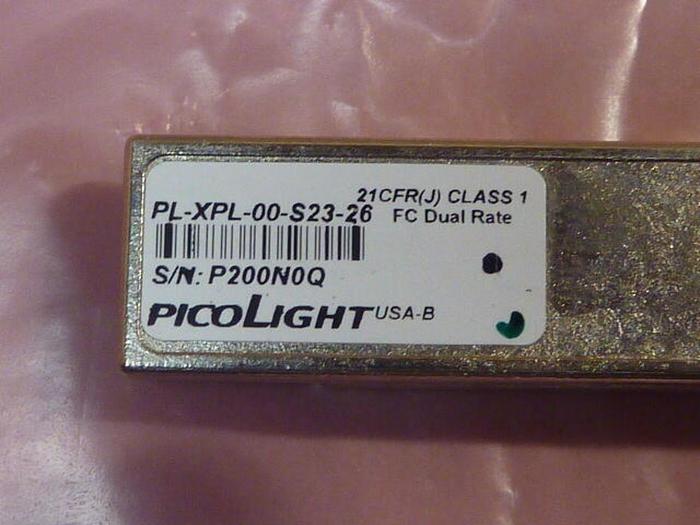 21CFR(J) CLASS 1
PL-XPL-00-S23-26 FC Dual Rate
S/N: P200N0Q
PICOLIGHT USA-B